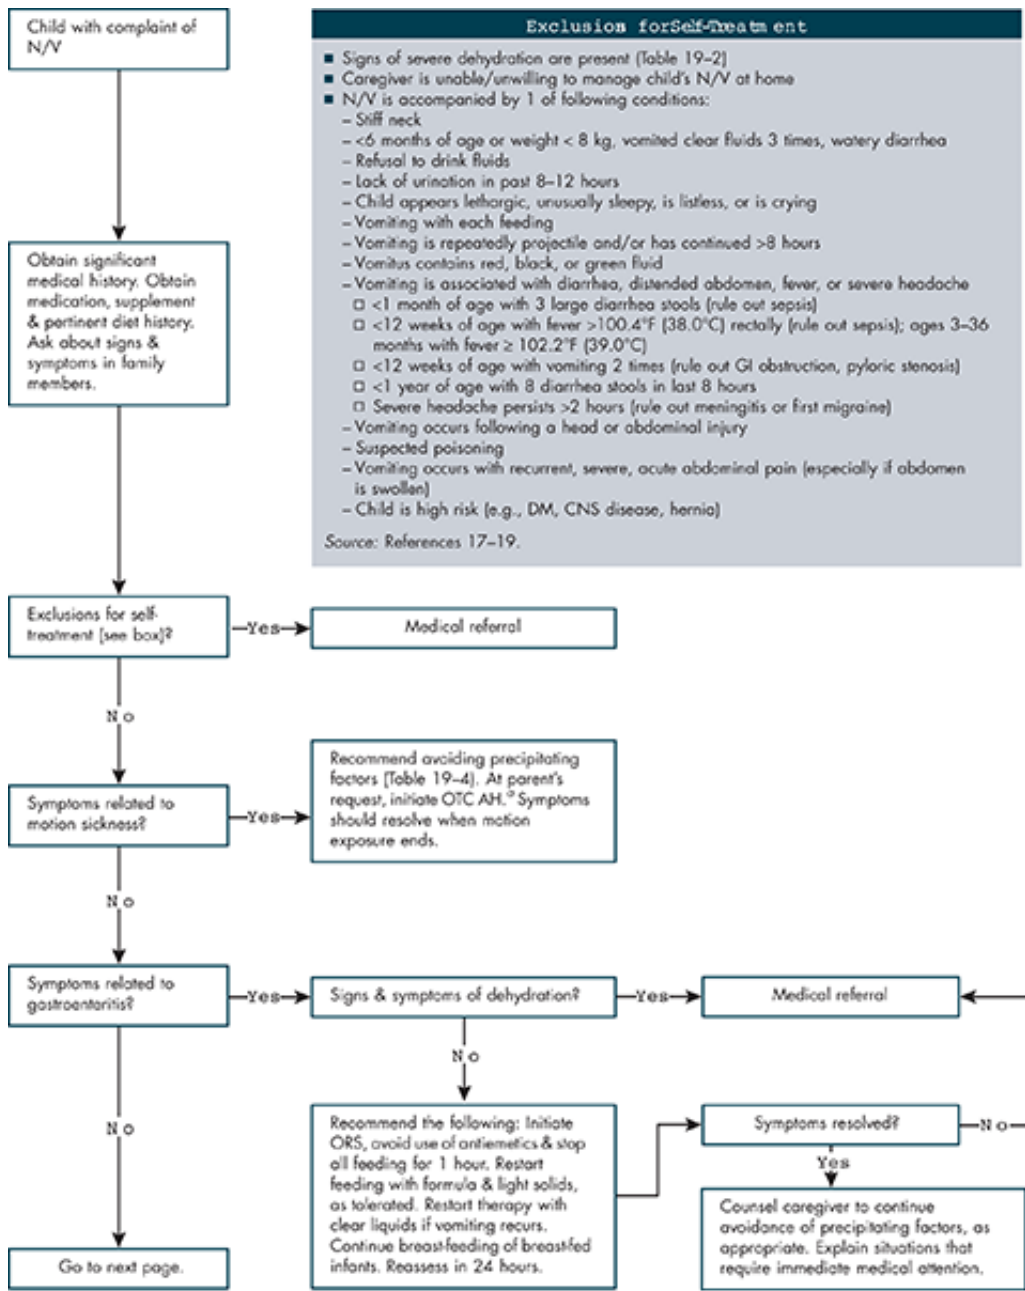 Child with complaint of
N/V
Exclusion forSelf-Treatm ent
■ Signs of severe dehydration are present (Table 19–2)
■ Caregiver is unable/unwilling to manage child's N/V at home
■ N/V is accompanied by 1 of following conditions:
– Stiff neck
– <6 months of age or weight < 8 kg, vomited clear fluids 3 times, watery diarrhea
– Refusal to drink fluids
– Lack of urination in past 8–12 hours
– Child appears lethargic, unusually sleepy, is listless, or is crying
– Vomiting with each feeding
– Vomiting is repeatedly projectile and/or has continued >8 hours
– Vomitus contains red, black, or green fluid
– Vomiting is associated with diarrhea, distended abdomen, fever, or severe headache
□ <1 month of age with 3 large diarrhea stools (rule out sepsis)
□ <12 weeks of age with fever >100.4°F (38.0°C) rectally (rule out sepsis); ages 3–36
months with fever ≥ 102.2°F (39.0°C)
□ <12 weeks of age with vomiting 2 times (rule out GI obstruction, pyloric stenosis)
□ <1 year of age with 8 diarrhea stools in last 8 hours
□ Severe headache persists >2 hours (rule out meningitis or first migraine)
– Vomiting occurs following a head or abdominal injury
– Suspected poisoning
– Vomiting occurs with recurrent, severe, acute abdominal pain (especially if abdomen
is swollen)
– Child is high risk (e.g., DM, CNS disease, hernia)
Source: References 17–19.
Obtain significant
medical history. Obtain
medication, supplement
& pertinent diet history.
Ask about signs &
symptoms in family
members.
Exclusions for self-
treatment (see box)?
Yes
Medical referral
No
Symptoms related to
motion sickness?
Yes
Recommend avoiding precipitating
factors (Table 19–4). At parent's
request, initiate OTC AH.a Symptoms
should resolve when motion
exposure ends.
No
Symptoms related to
gastroenteritis?
Yes
Signs & symptoms of dehydration?
Yes
Medical referral
No
No
Recommend the following: Initiate
ORS, avoid use of antiemetics & stop
all feeding for 1 hour. Restart
feeding with formula & light solids,
as tolerated. Restart therapy with
clear liquids if vomiting recurs.
Continue breast-feeding of breast-fed
infants. Reassess in 24 hours.
Symptoms resolved?
No
Yes
Counsel caregiver to continue
avoidance of precipitating factors, as
appropriate. Explain situations that
require immediate medical attention.
Go to next page.